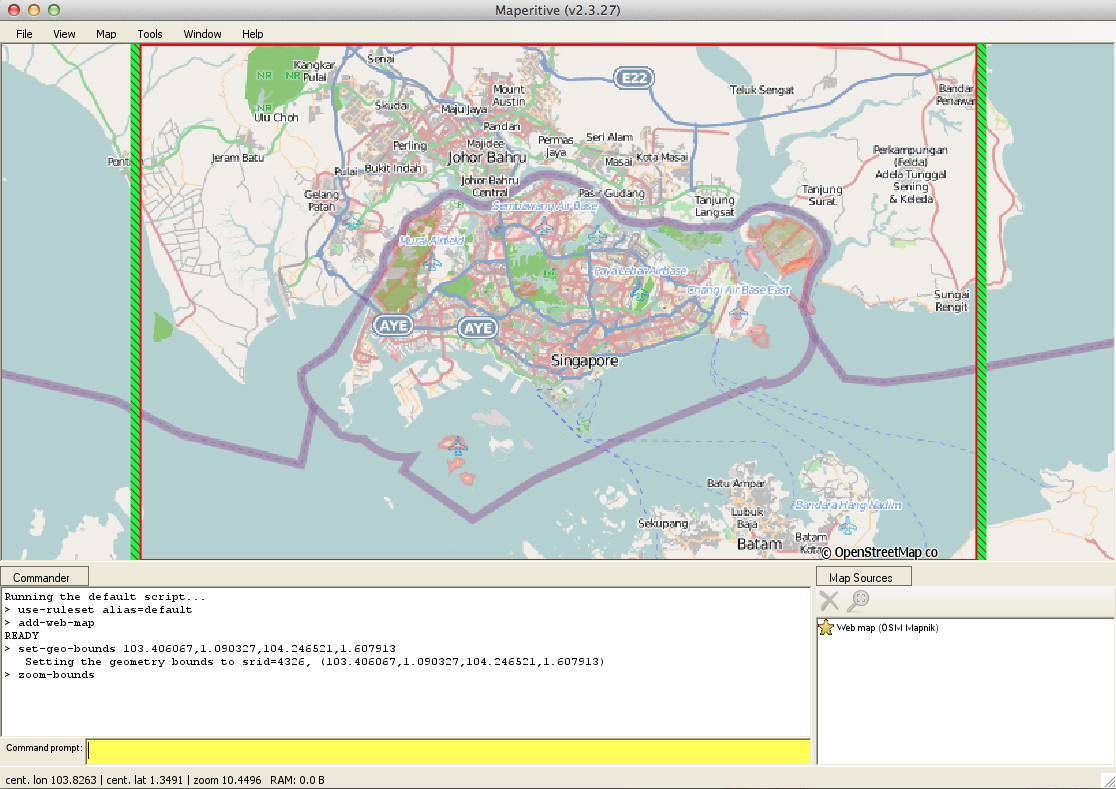 Maperitive (v2.3.27)
File View Map Tools Window Help
Senai
Kangkar Pulai
E22
NR NR
Mount Austin
Teluk Sengat
Bandar Penawar
NR
Skudai
Maju Jaya
Ulu Choh
Pandan
Perling
Majidee
Permas Jaya
Seri Alam
Johor Bahru
Masai
Kota Masai
Perkampungan (Felda) Adela Tunggal Sening & Keleda
Pont
Jeram Batu
Pulai
Bukit Indah
Johor Bahru Central
Gelang Patah
Pasir Gudang
Tanjung Langsat
Tanjung Surat
Sembawang Air Base
Murai Airfield
Paya Lebar AirBase
Changi Air Base East
Sungai Rengit
AYE
AYE
Singapore
Batu Ampar
Bandara Hang Nadim
Sekupang
Lubuk Baja
Batam
Batam Kota
© OpenStreetMap co
Commander
Running the default script...
> use-ruleset alias=default
> add-web-map
READY
> set-geo-bounds 103.406067,1.090327,104.246521,1.607913
Setting the geometry bounds to srid=4326, (103.406067,1.090327,104.246521,1.607913)
> zoom-bounds
Map Sources
Web map (OSM Mapnik)
Command prompt:
cent. lon 103.8263 | cent. lat 1.3491 | zoom 10.4496 RAM: 0.0 B